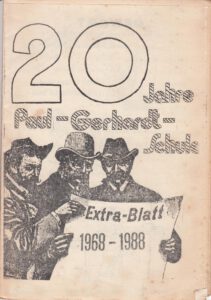 20
Jahre
Paul-Gerhardt-
Schule
Extra-Blatt
1968-1988